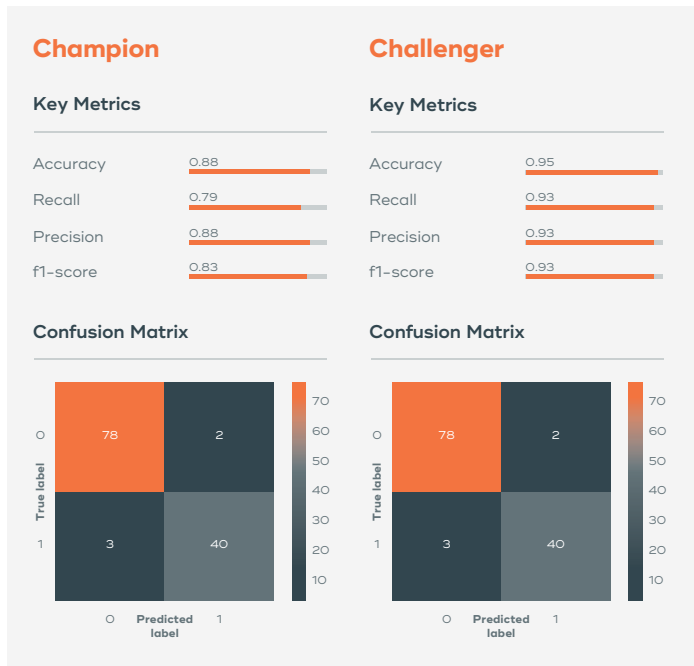 Champion
Key Metrics
Accuracy 0.88
Recall 0.79
Precision 0.88
f1-score 0.83
Confusion Matrix
78 2
3 40
0
1
True label
0 Predicted label 1
70
60
50
40
30
20
10
Challenger
Key Metrics
Accuracy 0.95
Recall 0.93
Precision 0.93
f1-score 0.93
Confusion Matrix
78 2
3 40
0
1
True label
0 Predicted label 1
70
60
50
40
30
20
10